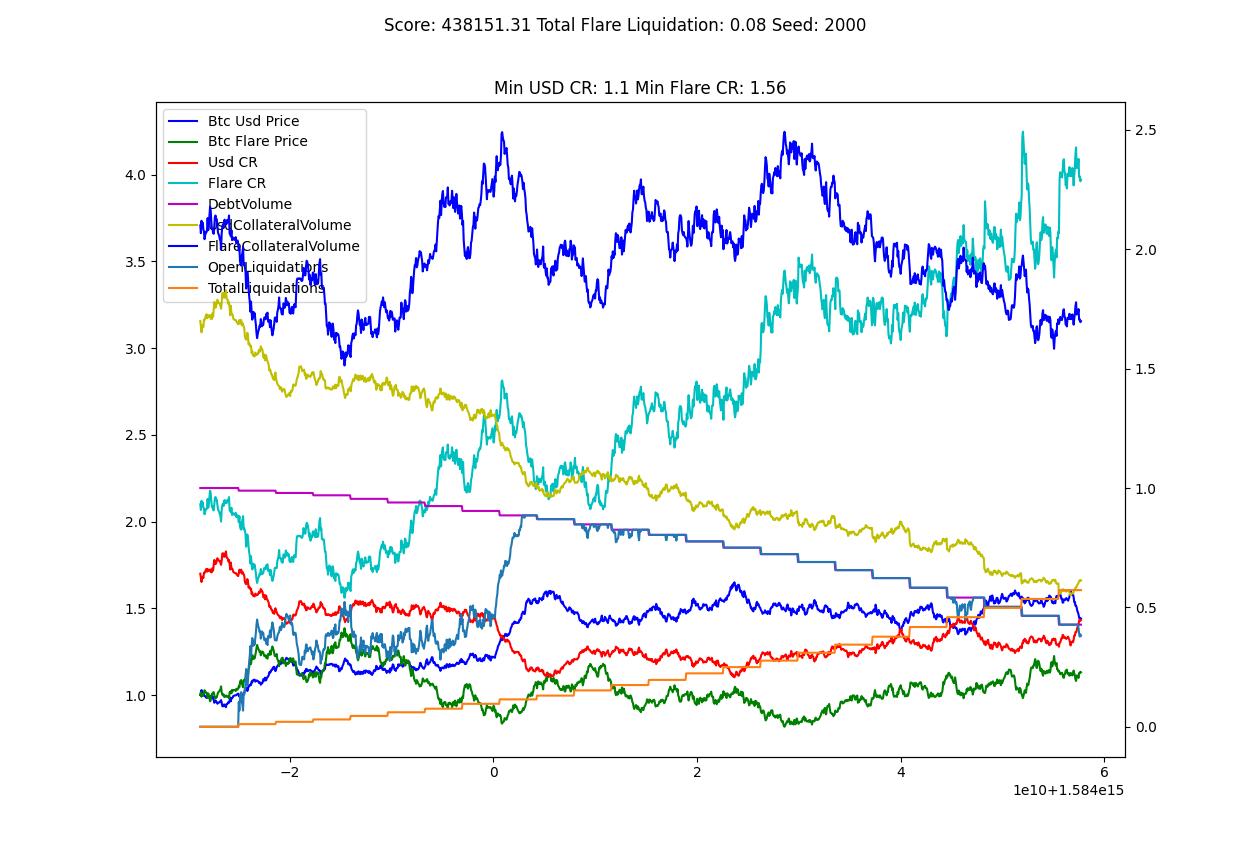 Score: 438151.31 Total Flare Liquidation: 0.08 Seed: 2000
Min USD CR: 1.1 Min Flare CR: 1.56
Btc Usd Price
Btc Flare Price
Usd CR
Flare CR
DebtVolume
UsdCollateralVolume
FlareCollateralVolume
OpenLiquidations
TotalLiquidations
4.0
3.5
3.0
2.5
2.0
1.5
1.0
2.5
2.0
1.5
1.0
0.5
0.0
−2 0 2 4 6
1e10+1.584e15